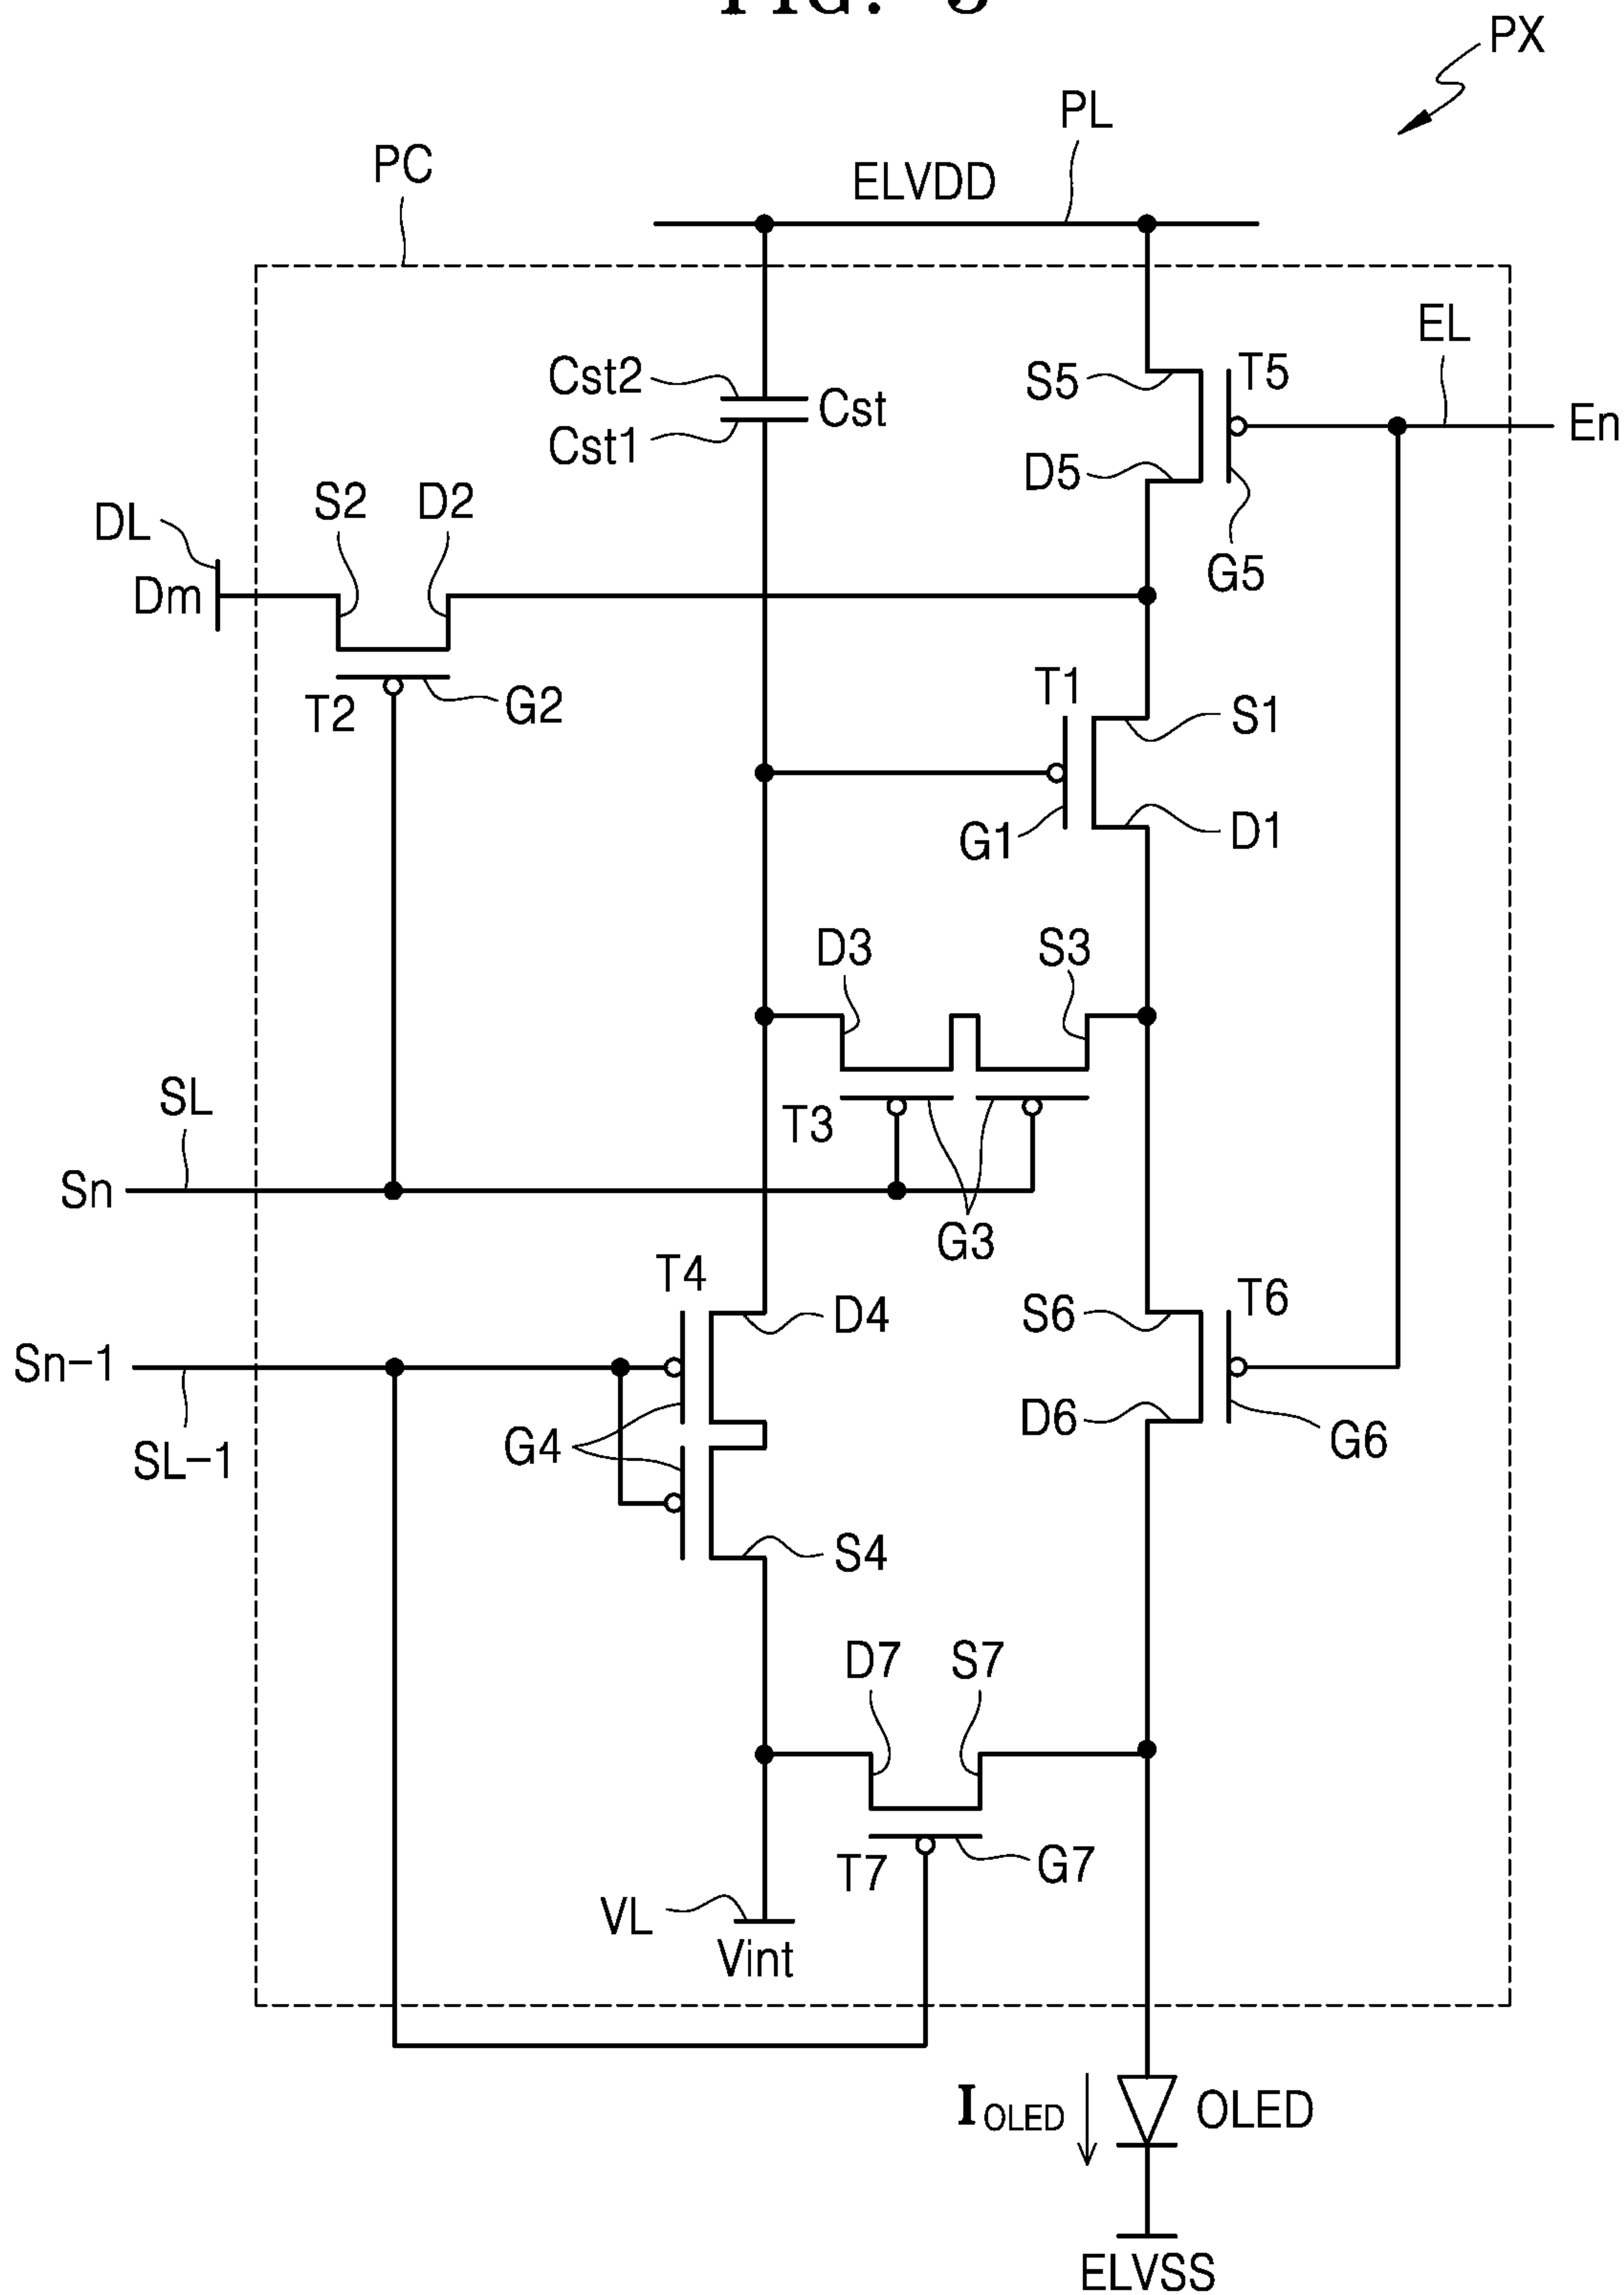 PX
PL
PC
ELVDD
EL
Cst2
Cst
S5
T5
En
Cst1
D5
S2
D2
DL
G5
Dm
T1
T2
G2
S1
G1
D1
D3
S3
SL
T3
Sn
G3
T4
D4
S6
T6
Sn-1
G4
D6
G6
SL-1
S4
D7
S7
T7
G7
VL
Vint
IOLED
OLED
ELVSS